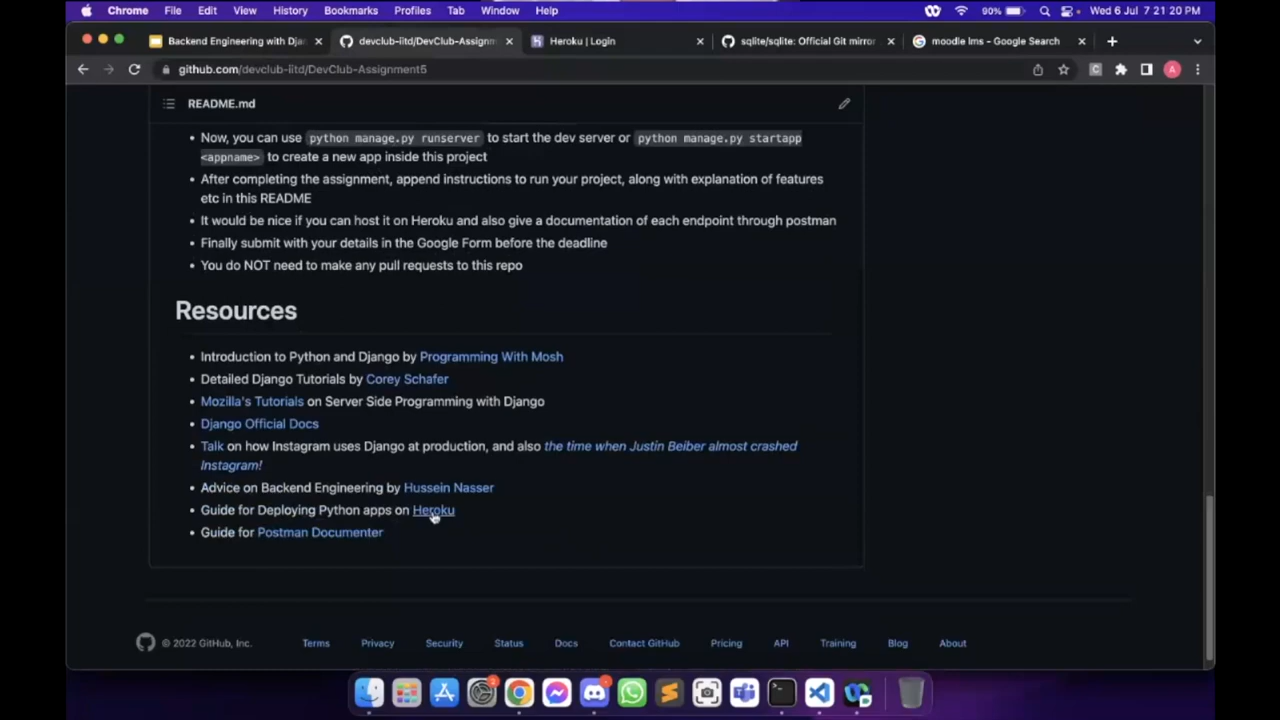 Chrome File Edit View History Bookmarks Profiles Tab Window Help 90% Wed 6 Jul 7 21 20 PM
Backend Engineering with Dja
devclub-iitd/DevClub-Assignm
Heroku | Login
sqlite/sqlite: Official Git mirror
moodle lms - Google Search
github.com/devclub-iitd/DevClub-Assignment5
A
README.md
• Now, you can use python manage.py runserver to start the dev server or python manage.py startapp
<appname> to create a new app inside this project
• After completing the assignment, append instructions to run your project, along with explanation of features
etc in this README
• It would be nice if you can host it on Heroku and also give a documentation of each endpoint through postman
• Finally submit with your details in the Google Form before the deadline
• You do NOT need to make any pull requests to this repo
Resources
• Introduction to Python and Django by Programming With Mosh
• Detailed Django Tutorials by Corey Schafer
• Mozilla's Tutorials on Server Side Programming with Django
• Django Official Docs
• Talk on how Instagram uses Django at production, and also the time when Justin Beiber almost crashed
Instagram!
• Advice on Backend Engineering by Hussein Nasser
• Guide for Deploying Python apps on Heroku
• Guide for Postman Documenter
© 2022 GitHub, Inc. Terms Privacy Security Status Docs Contact GitHub Pricing API Training Blog About